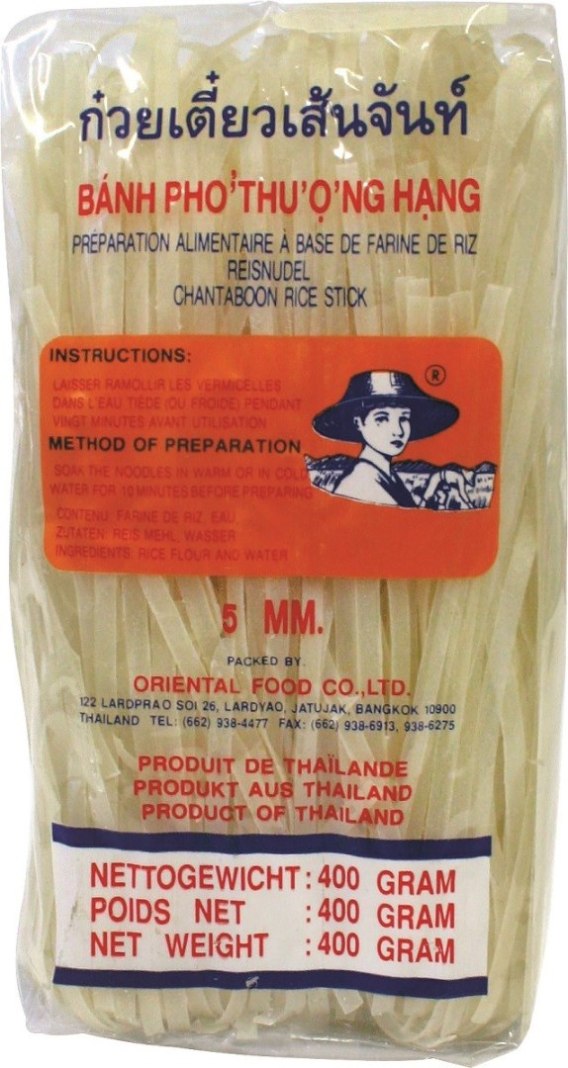 ก๋วยเตี๋ยวเส้นจันท์
BÁNH PHO' THU'Ọ'NG HẠNG
PRÉPARATION ALIMENTAIRE À BASE DE FARINE DE RIZ
REISNUDEL
CHANTABOON RICE STICK
INSTRUCTIONS:
LAISSER RAMOLLIR LES VERMICELLES
DANS L'EAU TIÈDE (OU FROIDE) PENDANT
VINGT MINUTES AVANT UTILISATION
METHOD OF PREPARATION
SOAK THE NOODLES IN WARM OR IN COLD
WATER FOR 10 MINUTES BEFORE PREPARING
CONTENU: FARINE DE RIZ, EAU
ZUTATEN: REIS MEHL, WASSER
INGREDIENTS: RICE FLOUR AND WATER
®
5 MM.
PACKED BY.
ORIENTAL FOOD CO.,LTD.
122 LARDPRAO SOI 26, LARDYAO, JATUJAK, BANGKOK 10900
THAILAND TEL: (662) 938-4477 FAX: (662) 938-6913, 938-6275
PRODUIT DE THAÏLANDE
PRODUKT AUS THAILAND
PRODUCT OF THAILAND
NETTOGEWICHT : 400 GRAM
POIDS NET : 400 GRAM
NET WEIGHT : 400 GRAM